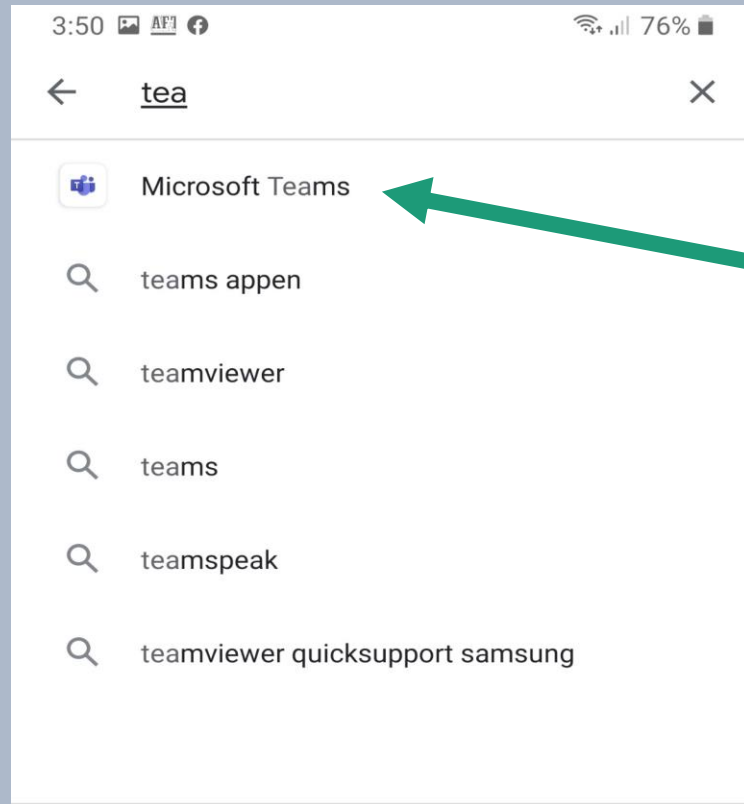 3:50 76%
tea
Microsoft Teams
teams appen
teamviewer
teams
teamspeak
teamviewer quicksupport samsung